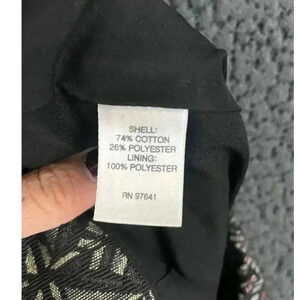 SHELL:
74% COTTON
26% POLYESTER
LINING:
100% POLYESTER
RN 97641